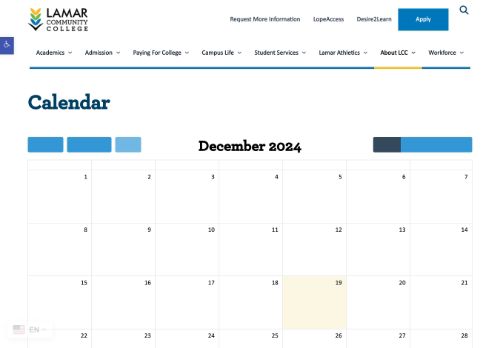 LAMAR
COMMUNITY
COLLEGE
Request More Information LopeAccess Desire2Learn Apply
Academics Admission Paying For College Campus Life Student Services Lamar Athletics About LCC Workforce
Calendar
December 2024
1 2 3 4 5 6 7
8 9 10 11 12 13 14
15 16 17 18 19 20 21
EN
22 23 24 25 26 27 28